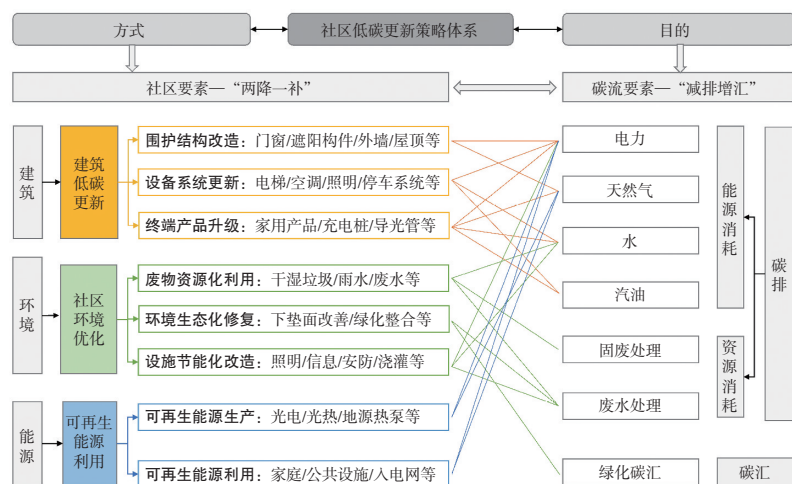 方式
社区低碳更新策略体系
目的
社区要素—“两降一补”
碳流要素—“减排增汇”
建筑
建筑
低碳
更新
围护结构改造：门窗/遮阳构件/外墙/屋顶等
设备系统更新：电梯/空调/照明/停车系统等
终端产品升级：家用产品/充电桩/导光管等
环境
社区
环境
优化
废物资源化利用：干湿垃圾/雨水/废水等
环境生态化修复：下垫面改善/绿化整合等
设施节能化改造：照明/信息/安防/浇灌等
能源
可再生
能源
利用
可再生能源生产：光电/光热/地源热泵等
可再生能源利用：家庭/公共设施/入电网等
电力
天然气
水
汽油
固废处理
废水处理
绿化碳汇
能源消耗
资源消耗
碳排
碳汇